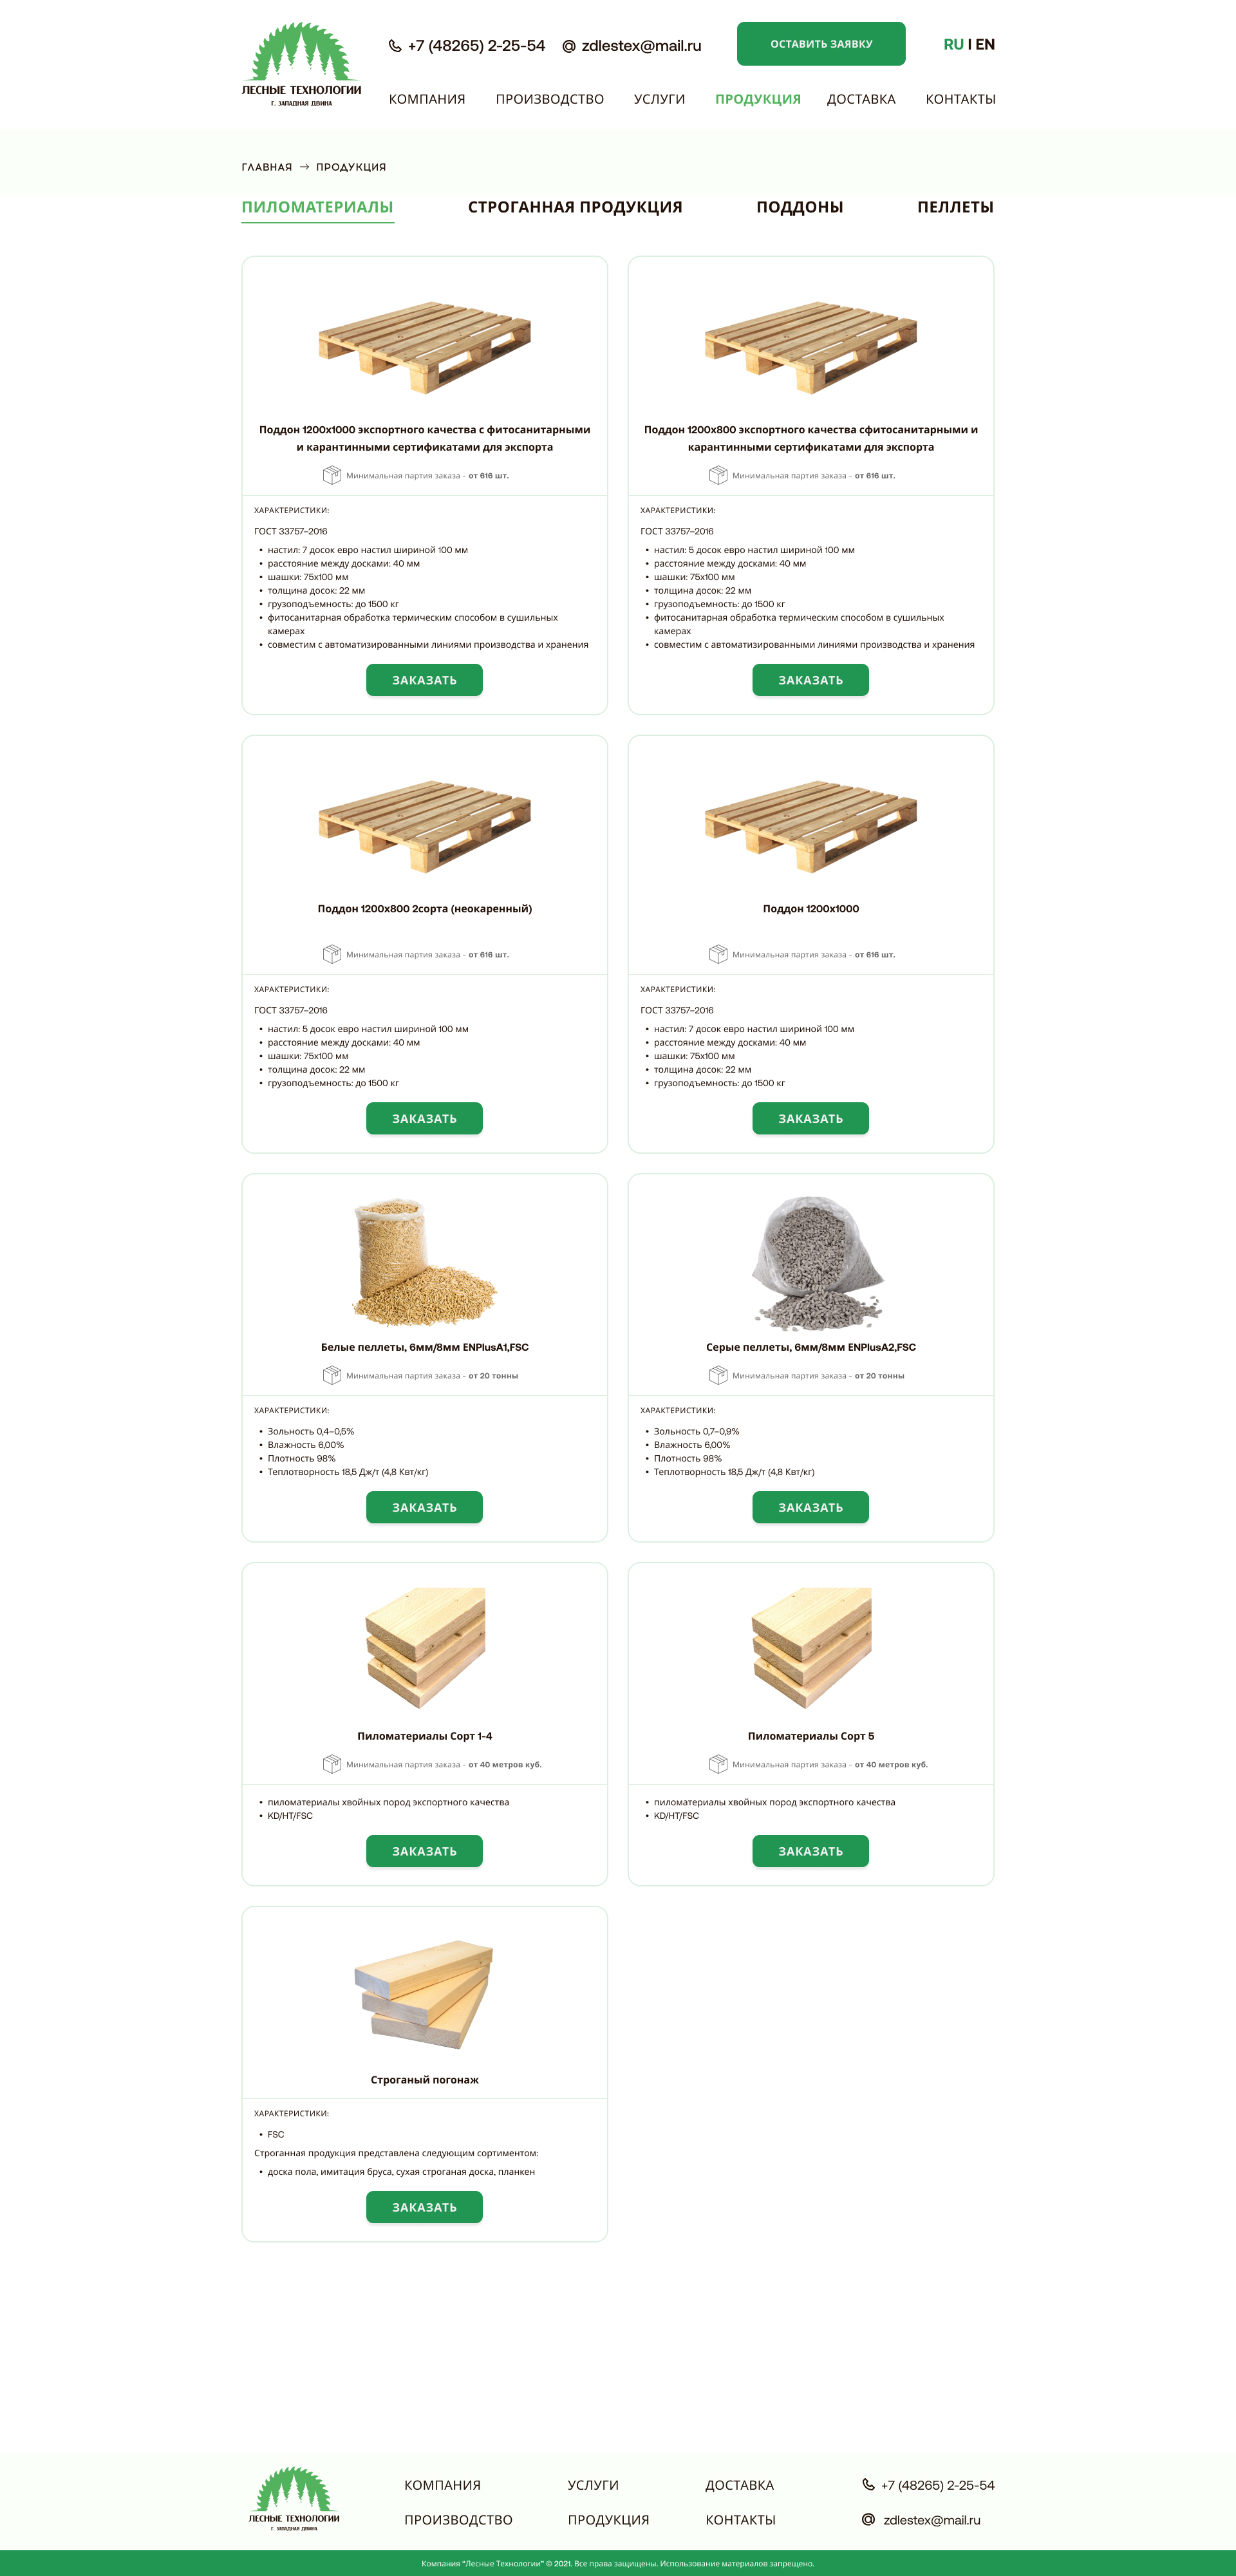 ЛЕСНЫЕ ТЕХНОЛОГИИ
Г. ЗАПАДНАЯ ДВИНА
+7 (48265) 2-25-54
zdlestex@mail.ru
ОСТАВИТЬ ЗАЯВКУ
RU I EN
КОМПАНИЯ ПРОИЗВОДСТВО УСЛУГИ ПРОДУКЦИЯ ДОСТАВКА КОНТАКТЫ
ГЛАВНАЯ → ПРОДУКЦИЯ
ПИЛОМАТЕРИАЛЫ СТРОГАННАЯ ПРОДУКЦИЯ ПОДДОНЫ ПЕЛЛЕТЫ
Поддон 1200x1000 экспортного качества с фитосанитарными
и карантинными сертификатами для экспорта
Минимальная партия заказа - от 616 шт.
ХАРАКТЕРИСТИКИ:
ГОСТ 33757–2016
• настил: 7 досок евро настил шириной 100 мм
• расстояние между досками: 40 мм
• шашки: 75x100 мм
• толщина досок: 22 мм
• грузоподъемность: до 1500 кг
• фитосанитарная обработка термическим способом в сушильных
камерах
• совместим с автоматизированными линиями производства и хранения
ЗАКАЗАТЬ
Поддон 1200x800 экспортного качества сфитосанитарными и
карантинными сертификатами для экспорта
Минимальная партия заказа - от 616 шт.
ХАРАКТЕРИСТИКИ:
ГОСТ 33757–2016
• настил: 5 досок евро настил шириной 100 мм
• расстояние между досками: 40 мм
• шашки: 75x100 мм
• толщина досок: 22 мм
• грузоподъемность: до 1500 кг
• фитосанитарная обработка термическим способом в сушильных
камерах
• совместим с автоматизированными линиями производства и хранения
ЗАКАЗАТЬ
Поддон 1200x800 2сорта (неокаренный)
Минимальная партия заказа - от 616 шт.
ХАРАКТЕРИСТИКИ:
ГОСТ 33757–2016
• настил: 5 досок евро настил шириной 100 мм
• расстояние между досками: 40 мм
• шашки: 75x100 мм
• толщина досок: 22 мм
• грузоподъемность: до 1500 кг
ЗАКАЗАТЬ
Поддон 1200x1000
Минимальная партия заказа - от 616 шт.
ХАРАКТЕРИСТИКИ:
ГОСТ 33757–2016
• настил: 7 досок евро настил шириной 100 мм
• расстояние между досками: 40 мм
• шашки: 75x100 мм
• толщина досок: 22 мм
• грузоподъемность: до 1500 кг
ЗАКАЗАТЬ
Белые пеллеты, 6мм/8мм ENPlusA1,FSC
Минимальная партия заказа - от 20 тонны
ХАРАКТЕРИСТИКИ:
• Зольность 0,4–0,5%
• Влажность 6,00%
• Плотность 98%
• Теплотворность 18,5 Дж/т (4,8 Квт/кг)
ЗАКАЗАТЬ
Серые пеллеты, 6мм/8мм ENPlusA2,FSC
Минимальная партия заказа - от 20 тонны
ХАРАКТЕРИСТИКИ:
• Зольность 0,7–0,9%
• Влажность 6,00%
• Плотность 98%
• Теплотворность 18,5 Дж/т (4,8 Квт/кг)
ЗАКАЗАТЬ
Пиломатериалы Сорт 1-4
Минимальная партия заказа - от 40 метров куб.
• пиломатериалы хвойных пород экспортного качества
• KD/HT/FSC
ЗАКАЗАТЬ
Пиломатериалы Сорт 5
Минимальная партия заказа - от 40 метров куб.
• пиломатериалы хвойных пород экспортного качества
• KD/HT/FSC
ЗАКАЗАТЬ
Строганый погонаж
ХАРАКТЕРИСТИКИ:
• FSC
Строганная продукция представлена следующим сортиментом:
• доска пола, имитация бруса, сухая строганая доска, планкен
ЗАКАЗАТЬ
ЛЕСНЫЕ ТЕХНОЛОГИИ
Г. ЗАПАДНАЯ ДВИНА
КОМПАНИЯ УСЛУГИ ДОСТАВКА +7 (48265) 2-25-54
ПРОИЗВОДСТВО ПРОДУКЦИЯ КОНТАКТЫ zdlestex@mail.ru
Компания "Лесные Технологии" © 2021. Все права защищены. Использование материалов запрещено.